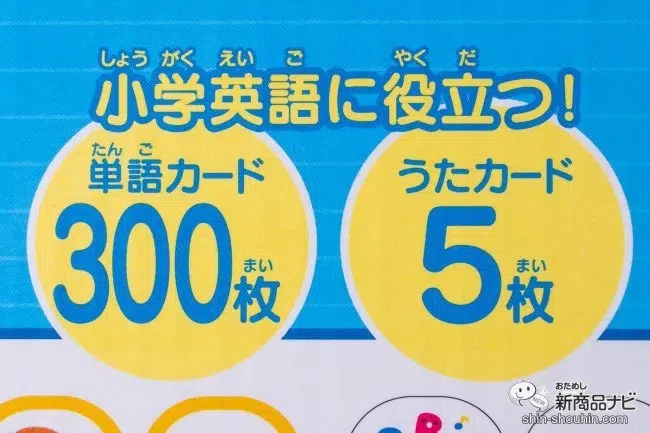 しょう がく えい ご やく だ
小学英語に役立つ!
たん ご
単語カード
300枚
まい
うたカード
5枚
まい
B
おためし
新商品ナビ
NEW
shin-shouhin.com